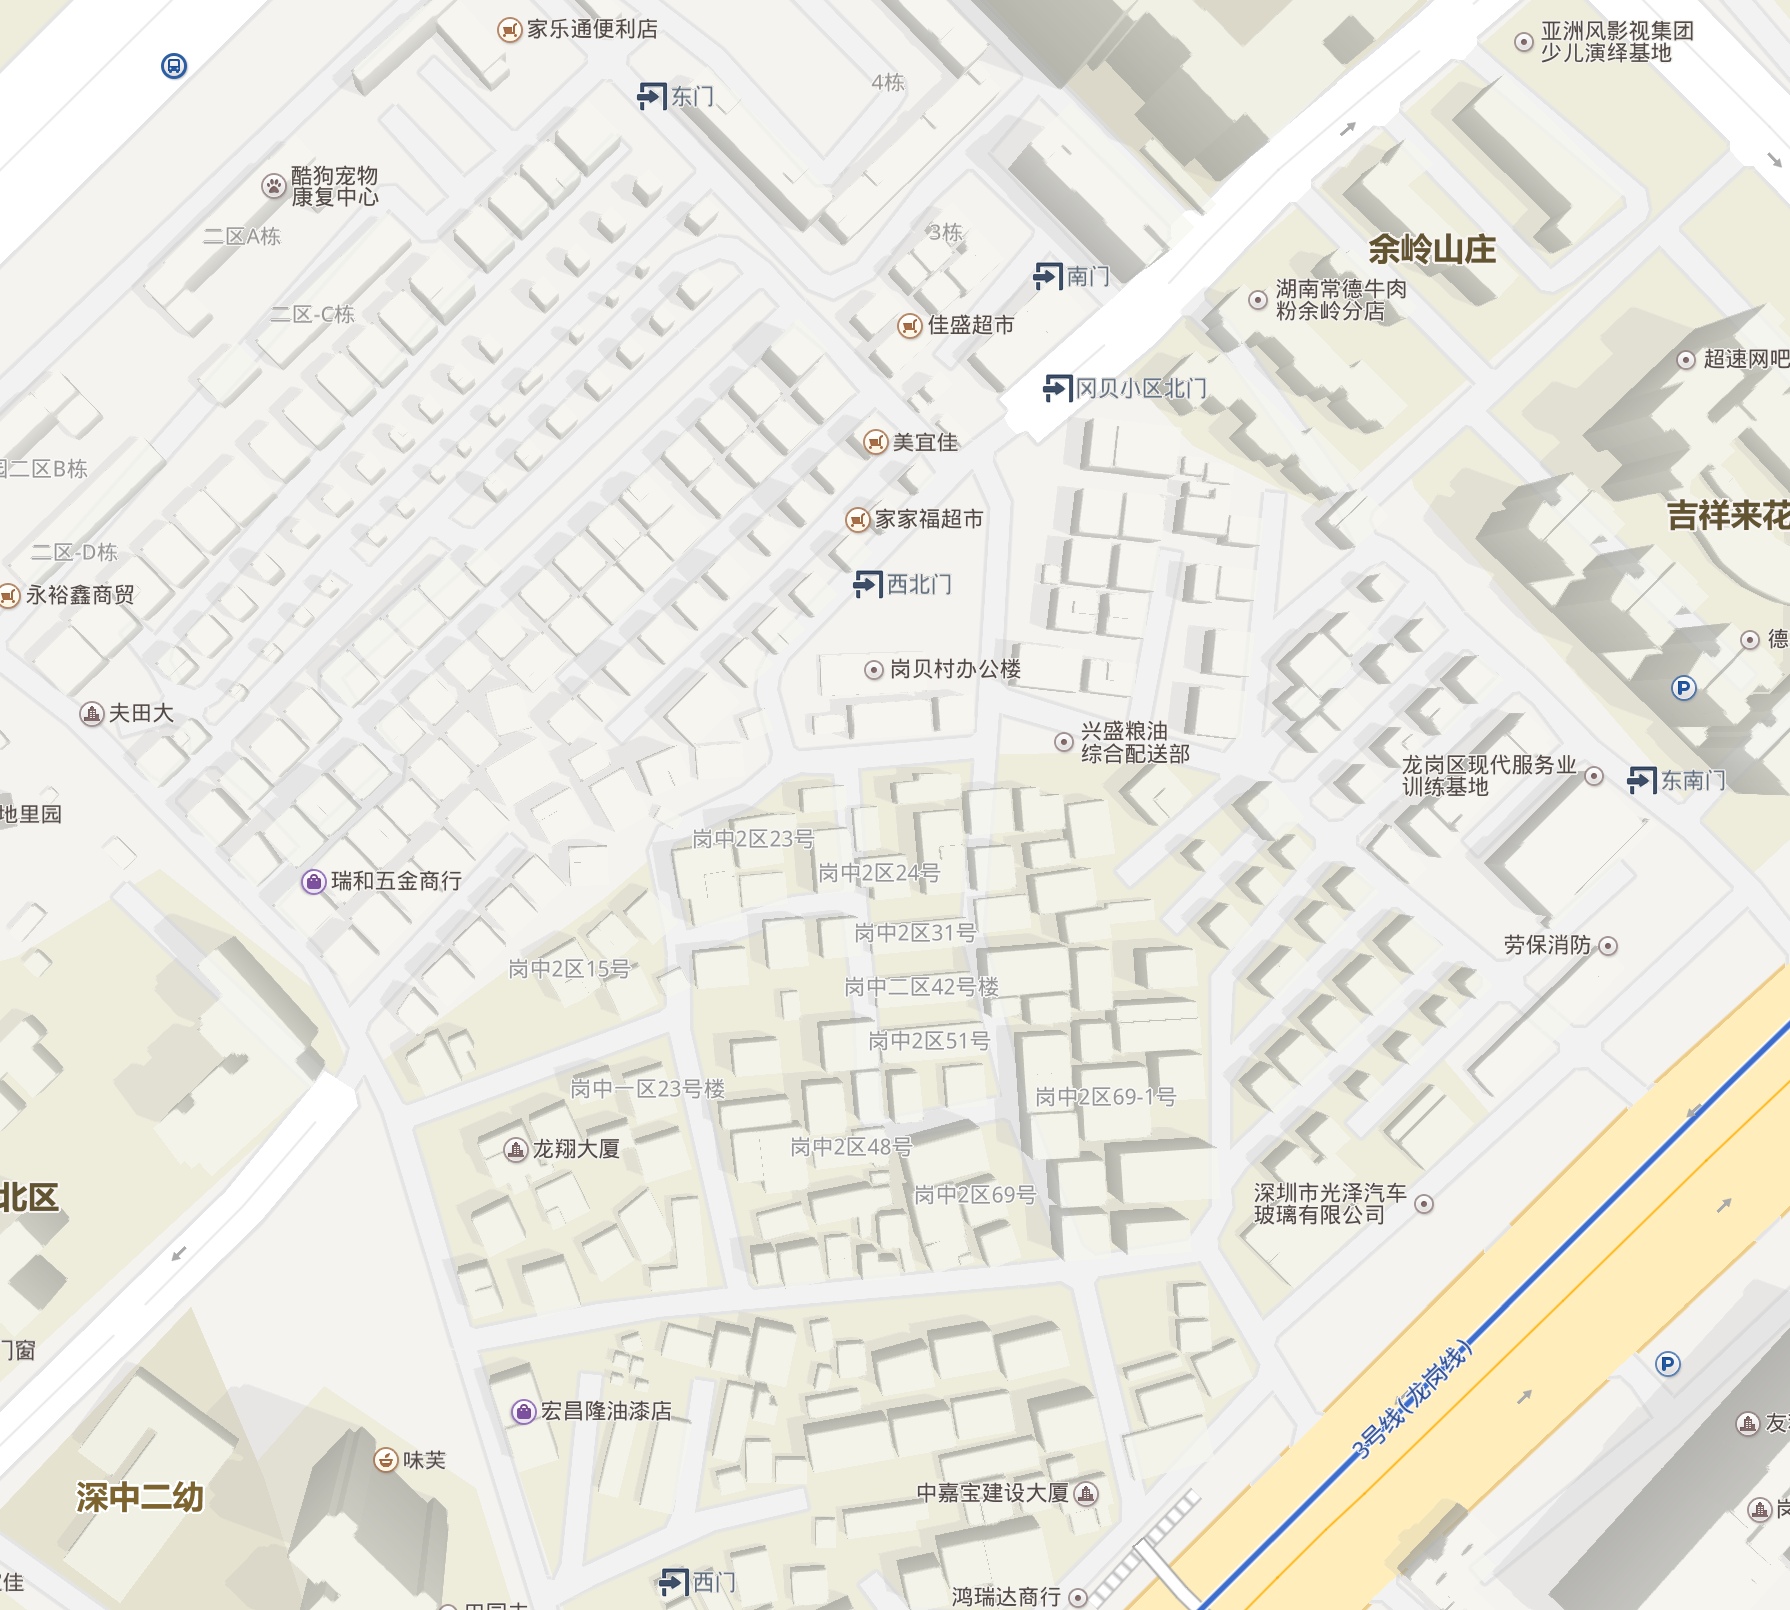 家乐通便利店
亚洲风影视集团
少儿演绎基地
4栋
东门
酷狗宠物
康复中心
二区A栋
3栋
余岭山庄
南门
湖南常德牛肉
粉余岭分店
二区-C栋
佳盛超市
超速网吧
冈贝小区北门
美宜佳
二区B栋
吉祥来花
家家福超市
二区-D栋
西北门
永裕鑫商贸
德
岗贝村办公楼
夫田大
兴盛粮油
综合配送部
龙岗区现代服务业
训练基地
东南门
地里园
岗中2区23号
岗中2区24号
瑞和五金商行
岗中2区31号
劳保消防
岗中2区15号
岗中二区42号楼
岗中2区51号
岗中一区23号楼
岗中2区69-1号
龙翔大厦
岗中2区48号
北区
岗中2区69号
深圳市光泽汽车
玻璃有限公司
门窗
3号线(龙岗线)
宏昌隆油漆店
友
味芙
深中二幼
中嘉宝建设大厦
岗
西门
佳
鸿瑞达商行